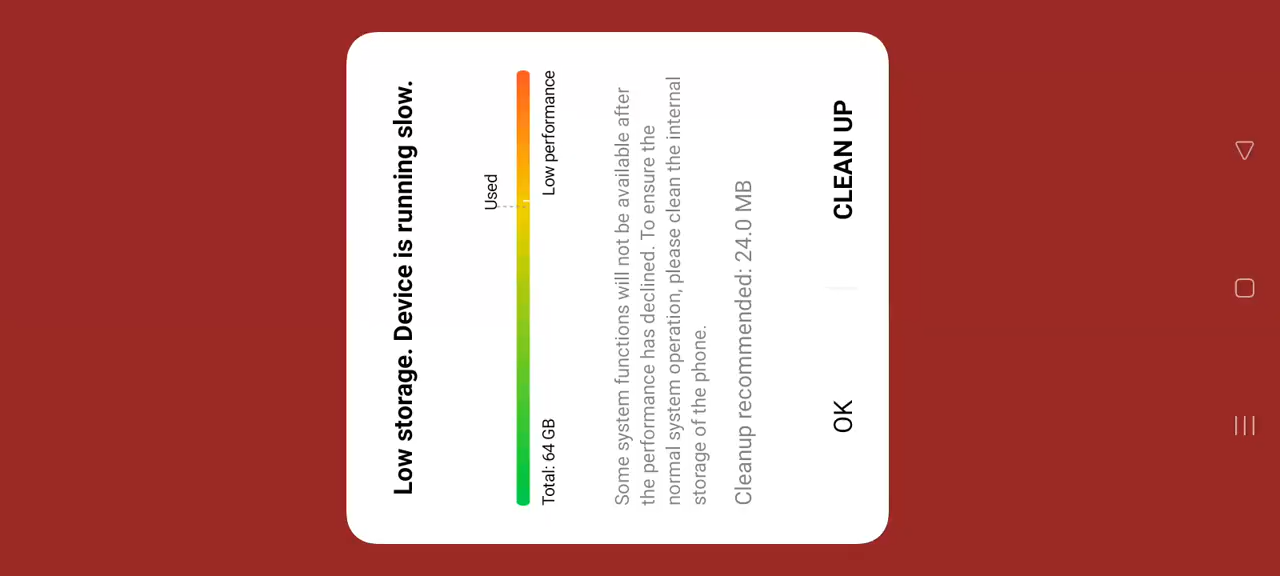 Low storage. Device is running slow.
Used
Total: 64 GB
Low performance
Some system functions will not be available after
the performance has declined. To ensure the
normal system operation, please clean the internal
storage of the phone.
Cleanup recommended: 24.0 MB
OK
CLEAN UP